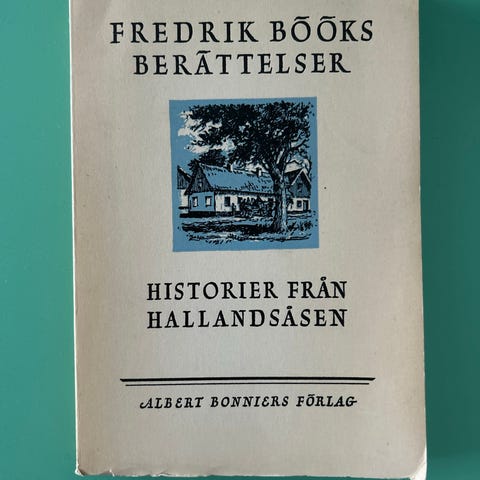 FREDRIK BÖÖKS
BERÄTTELSER
HISTORIER FRÅN
HALLANDSÅSEN
ALBERT BONNIERS FÖRLAG